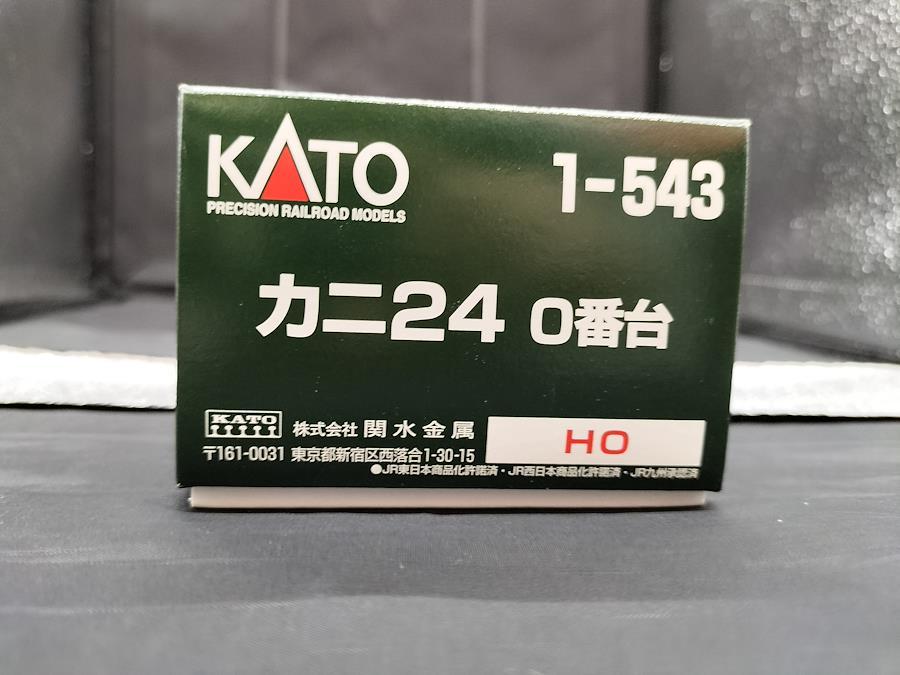 KATO
PRECISION RAILROAD MODELS
1-543
カニ24 0番台
KATO
株式会社 関水金属
HO
〒161-0031 東京都新宿区西落合1-30-15
●JR東日本商品化許諾済・JR西日本商品化許諾済・JR九州承認済